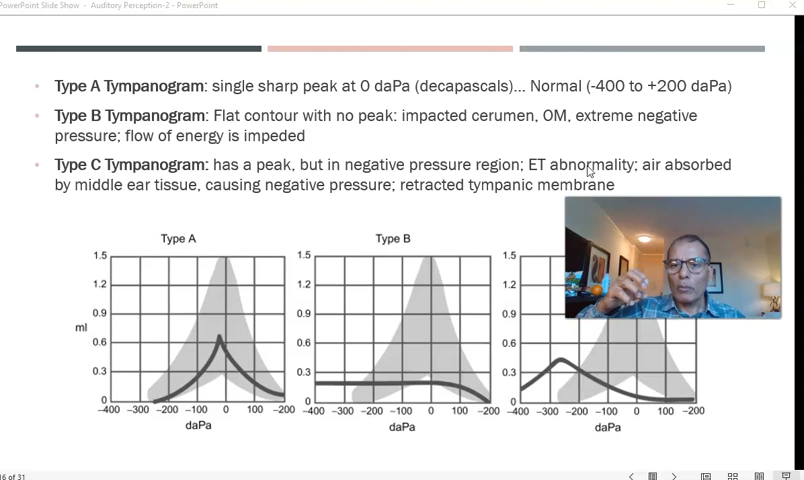 PowerPoint Slide Show - Auditory Perception-2 - PowerPoint
• Type A Tympanogram: single sharp peak at 0 daPa (decapascals)... Normal (-400 to +200 daPa)
• Type B Tympanogram: Flat contour with no peak: impacted cerumen, OM, extreme negative
pressure; flow of energy is impeded
• Type C Tympanogram: has a peak, but in negative pressure region; ET abnormality; air absorbed
by middle ear tissue, causing negative pressure; retracted tympanic membrane
Type A
1.5
1.2
0.9
ml
0.6
0.3
0
−400 −300 −200 −100 0 100 −200
daPa
Type B
1.5
1.2
0.9
0.6
0.3
0
−400 −300 −200 −100 0 100 −200
daPa
1.5
1.2
0.9
0.6
0.3
0
−400 −300 −200 −100 0 100 −200
daPa
of 31